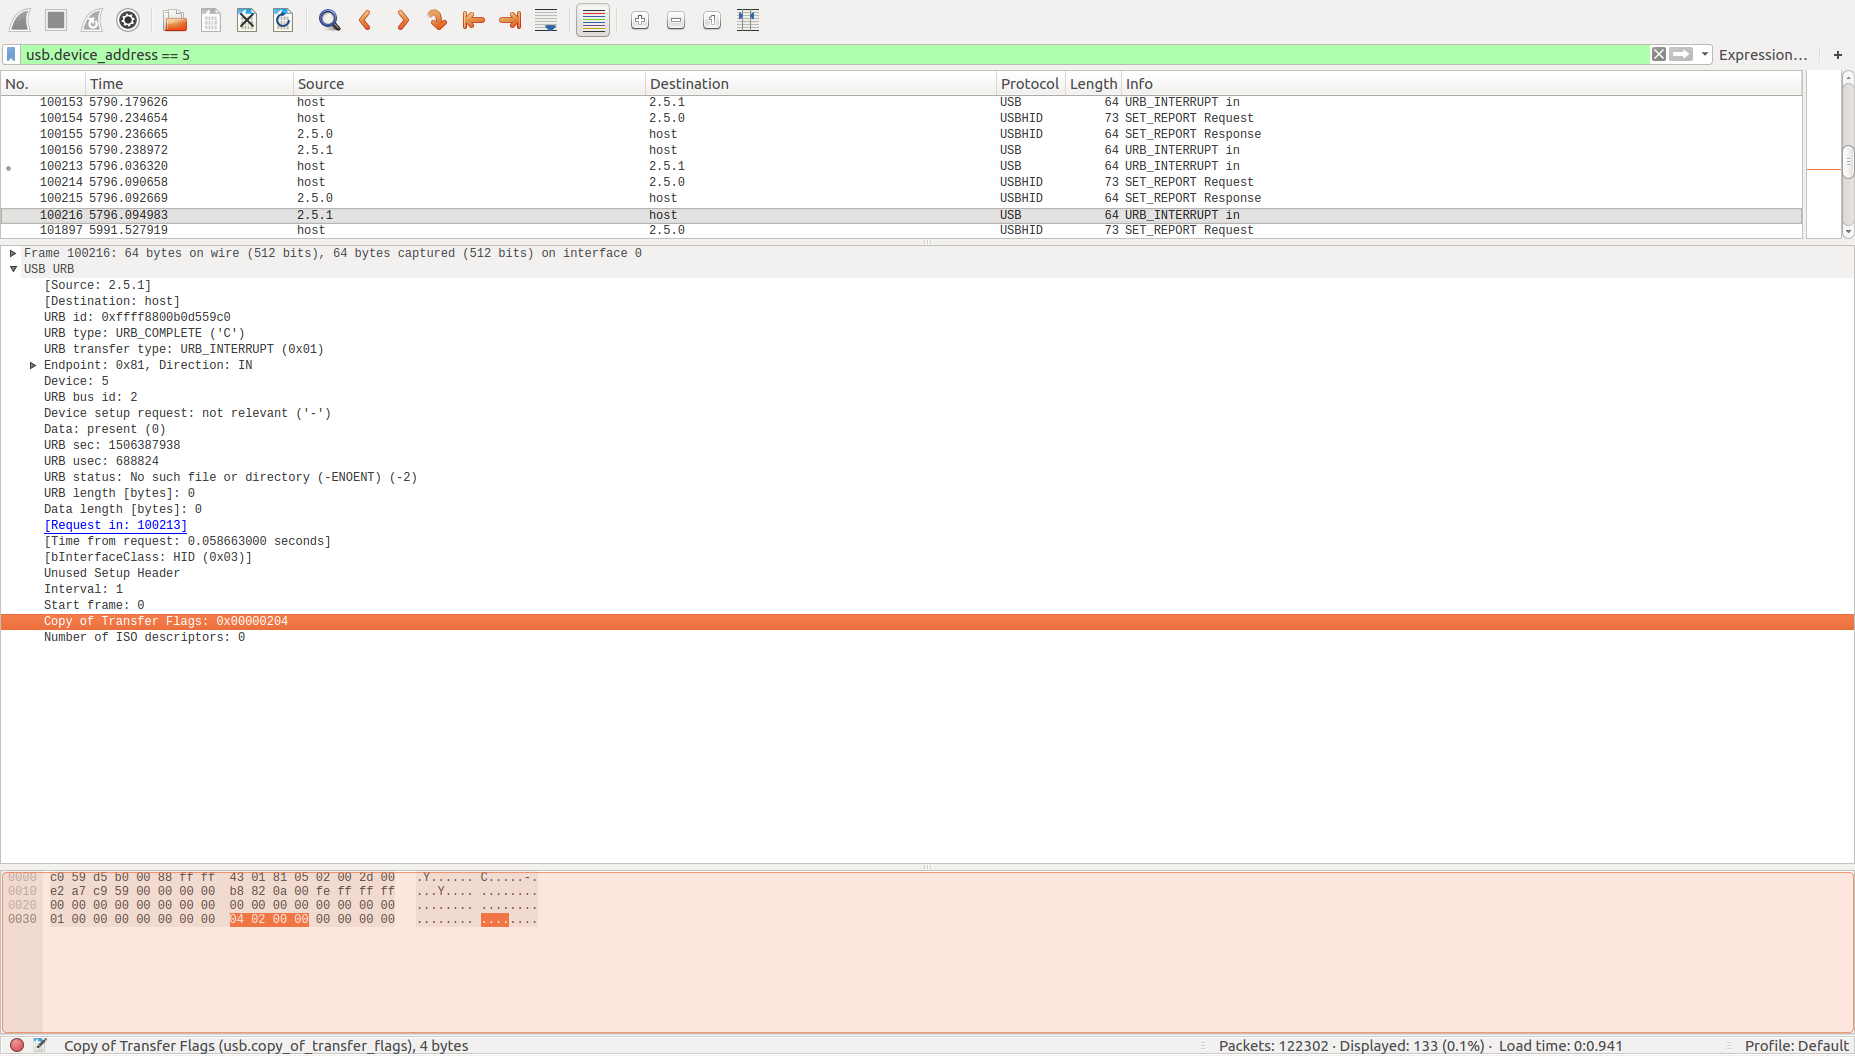 usb.device_address == 5
Expression…
+
No. Time Source Destination Protocol Length Info
100153 5790.179626 host 2.5.1 USB 64 URB_INTERRUPT in
100154 5790.234654 host 2.5.0 USBHID 73 SET_REPORT Request
100155 5790.236665 2.5.0 host USBHID 64 SET_REPORT Response
100156 5790.238972 2.5.1 host USB 64 URB_INTERRUPT in
100213 5796.036320 host 2.5.1 USB 64 URB_INTERRUPT in
100214 5796.090658 host 2.5.0 USBHID 73 SET_REPORT Request
100215 5796.092669 2.5.0 host USBHID 64 SET_REPORT Response
100216 5796.094983 2.5.1 host USB 64 URB_INTERRUPT in
101897 5991.527919 host 2.5.0 USBHID 73 SET_REPORT Request
Frame 100216: 64 bytes on wire (512 bits), 64 bytes captured (512 bits) on interface 0
USB URB
[Source: 2.5.1]
[Destination: host]
URB id: 0xffff8800b0d559c0
URB type: URB_COMPLETE ('C')
URB transfer type: URB_INTERRUPT (0x01)
Endpoint: 0x81, Direction: IN
Device: 5
URB bus id: 2
Device setup request: not relevant ('-')
Data: present (0)
URB sec: 1506387938
URB usec: 688824
URB status: No such file or directory (-ENOENT) (-2)
URB length [bytes]: 0
Data length [bytes]: 0
[Request in: 100213]
[Time from request: 0.058663000 seconds]
[bInterfaceClass: HID (0x03)]
Unused Setup Header
Interval: 1
Start frame: 0
Copy of Transfer Flags: 0x00000204
Number of ISO descriptors: 0
0000 c0 59 d5 b0 00 88 ff ff 43 01 81 05 02 00 2d 00 .Y...... C.....-.
0010 e2 a7 c9 59 00 00 00 00 b8 82 0a 00 fe ff ff ff ...Y.... ........
0020 00 00 00 00 00 00 00 00 00 00 00 00 00 00 00 00 ........ ........
0030 01 00 00 00 00 00 00 00 04 02 00 00 00 00 00 00 ........ ........
Copy of Transfer Flags (usb.copy_of_transfer_flags), 4 bytes
Packets: 122302 · Displayed: 133 (0.1%) · Load time: 0:0.941
Profile: Default